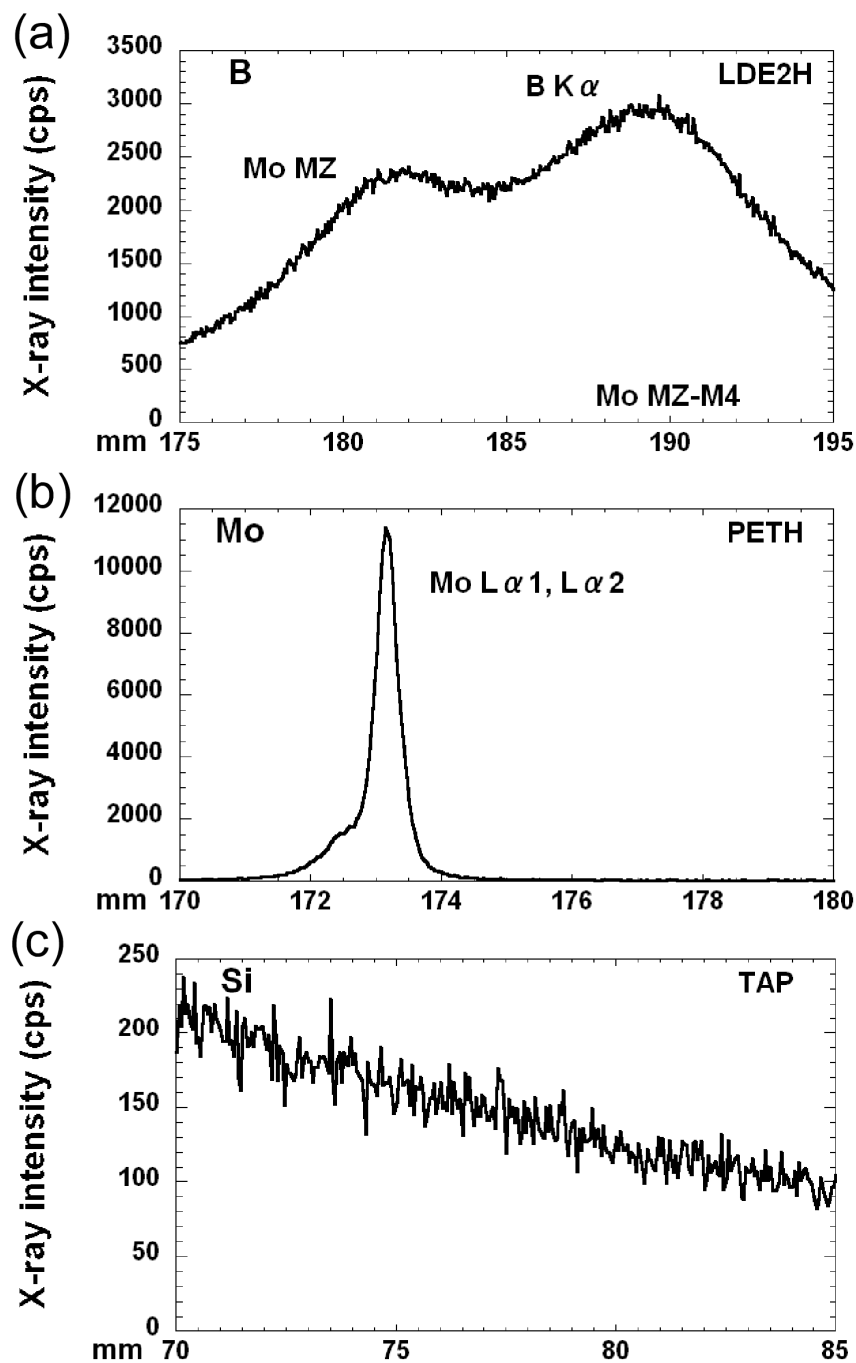 (a)
X-ray intensity (cps)
3500
3000
2500
2000
1500
1000
500
0
B
LDE2H
B K α
Mo MZ
Mo MZ-M4
mm 175 180 185 190 195
(b)
X-ray intensity (cps)
12000
10000
8000
6000
4000
2000
0
Mo
PETH
Mo L α 1, L α 2
mm 170 172 174 176 178 180
(c)
X-ray intensity (cps)
250
200
150
100
50
0
Si
TAP
mm 70 75 80 85